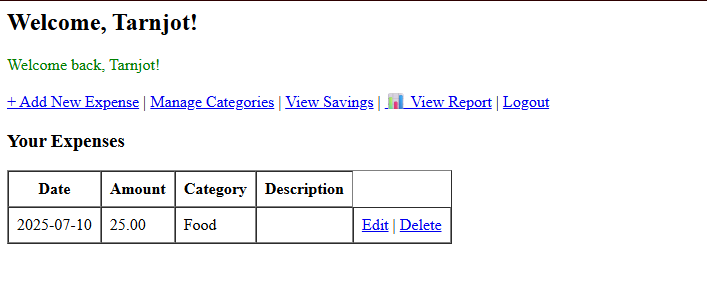 Welcome, Tarnjot!
Welcome back, Tarnjot!
+ Add New Expense | Manage Categories | View Savings | 📊 View Report | Logout
Your Expenses
Date Amount Category Description
2025-07-10 25.00 Food Edit | Delete